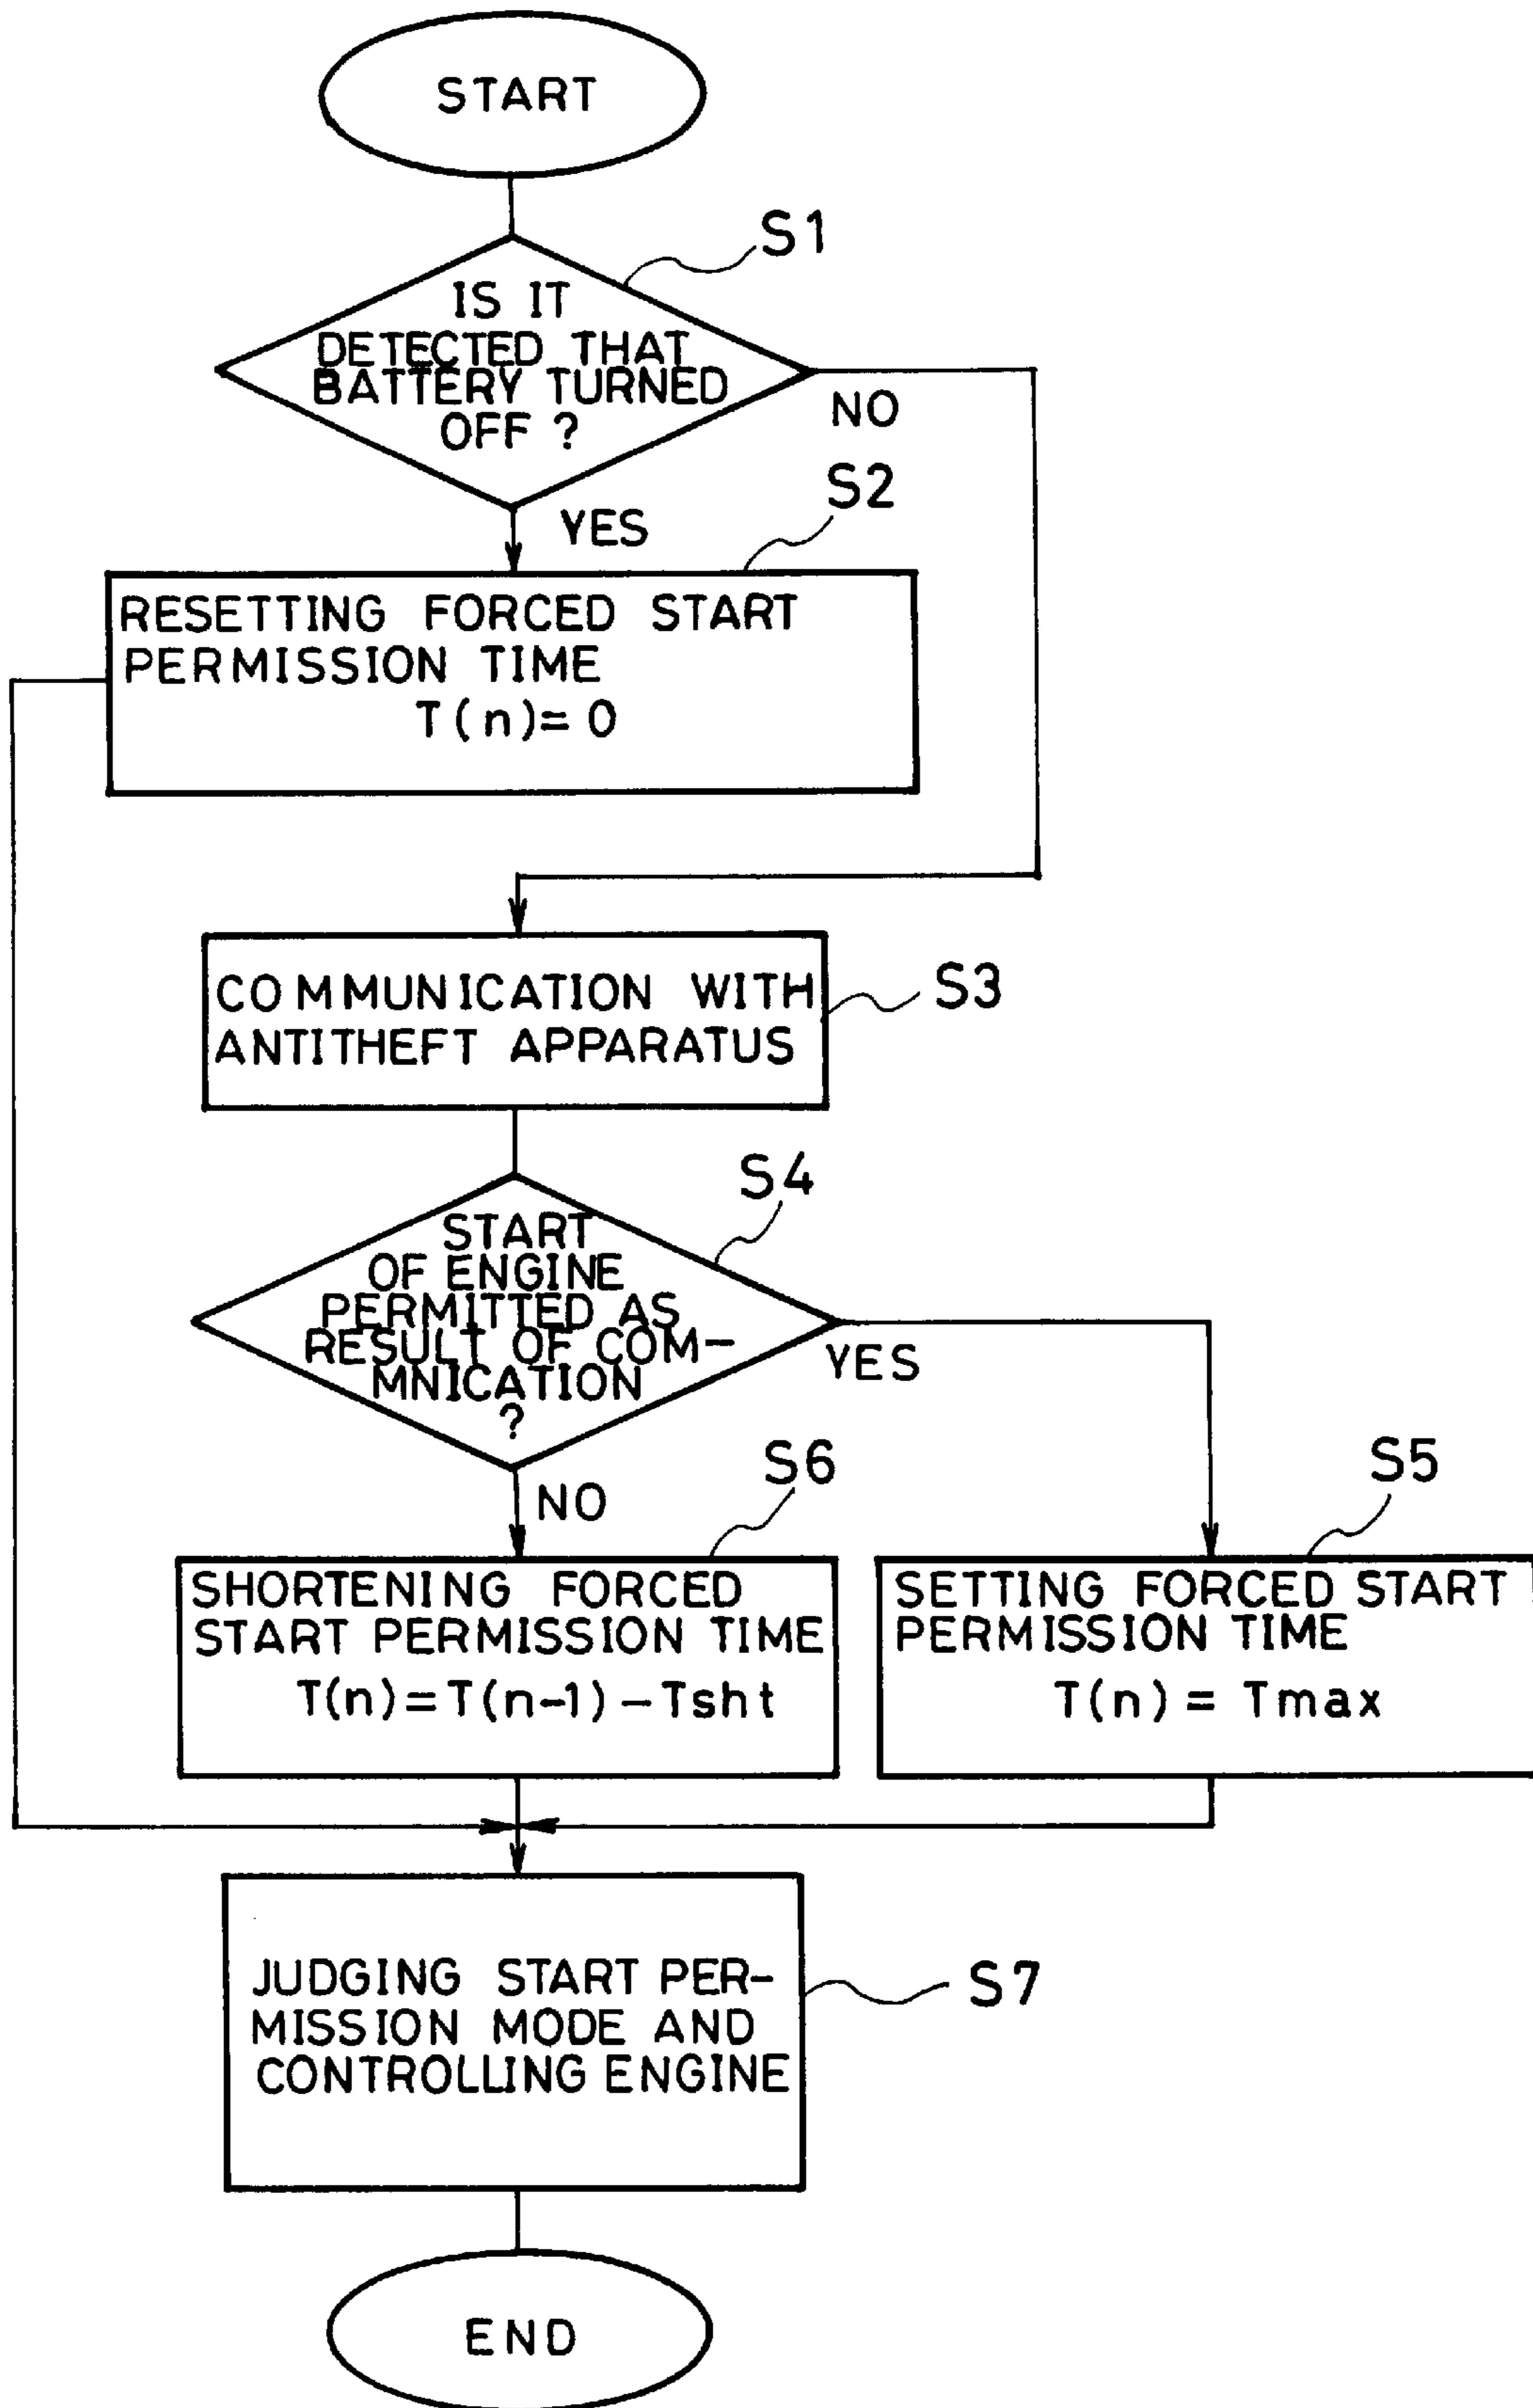 START
S1
IS IT
DETECTED THAT
BATTERY TURNED
OFF ?
NO
YES
S2
RESETTING FORCED START
PERMISSION TIME
T(n)=0
COMMUNICATION WITH
ANTITHEFT APPARATUS
S3
S4
START
OF ENGINE
PERMITTED AS
RESULT OF COM-
MNICATION
?
YES
NO
S6
S5
SHORTENING FORCED
START PERMISSION TIME
T(n)=T(n-1)-Tsht
SETTING FORCED START
PERMISSION TIME
T(n) = Tmax
JUDGING START PER-
MISSION MODE AND
CONTROLLING ENGINE
S7
END